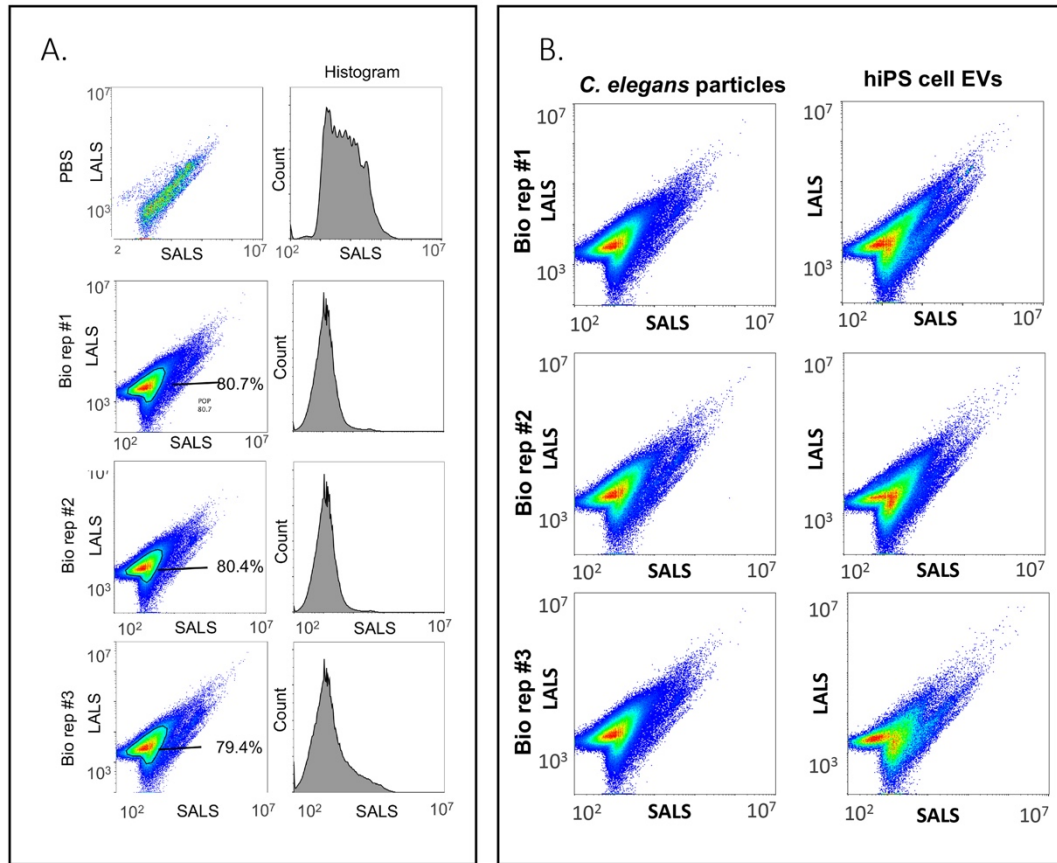 A.
Histogram
PBS
LALS
10⁷
10³
2
SALS
10⁷
Count
10²
SALS
10⁷
Bio rep #1
LALS
10⁷
10³
80.7%
POP
80.7
10²
SALS
10⁷
Count
10²
SALS
10⁷
Bio rep #2
LALS
10⁷
10³
80.4%
10²
SALS
10⁷
Count
10²
SALS
10⁷
Bio rep #3
LALS
10⁷
10³
79.4%
10²
SALS
10⁷
Count
10²
SALS
10⁷
B.
C. elegans particles
hiPS cell EVs
Bio rep #1
LALS
10⁷
10³
10²
SALS
10⁷
LALS
10⁷
10³
10²
SALS
10⁷
Bio rep #2
LALS
10⁷
10³
10²
SALS
10⁷
LALS
10⁷
10³
10²
SALS
10⁷
Bio rep #3
LALS
10⁷
10³
10²
SALS
10⁷
LALS
10⁷
10³
10²
SALS
10⁷